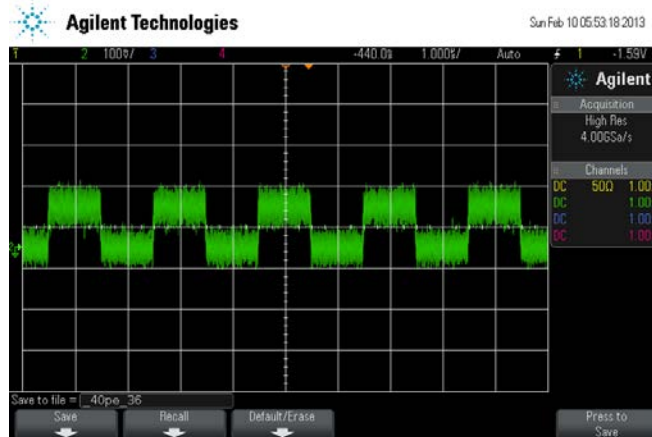 Agilent Technologies
Sun Feb 10 05:53:18 2013
1 2 100V/ 3 4 -440.0s 1.000s/ Auto 1 -1.59V
Agilent
Acquisition
High Res
4.00GSa/s
Channels
DC 50Ω 1.00
DC 1.00
DC 1.00
DC 1.00
Save to file = _40pe_36
Save
Recall
Default/Erase
Press to
Save